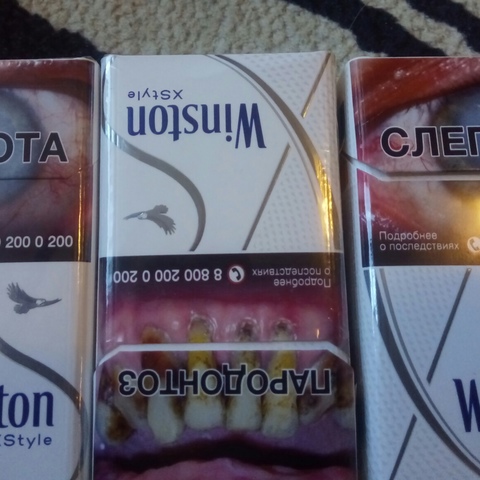 ОТА
0 200 0 200
ton
XStyle
Winston
XStyle
Подробнее
о последствиях
8 800 200 0 200
ПАРОДОНТОЗ
СЛЕП
Подробнее
о последствиях
W